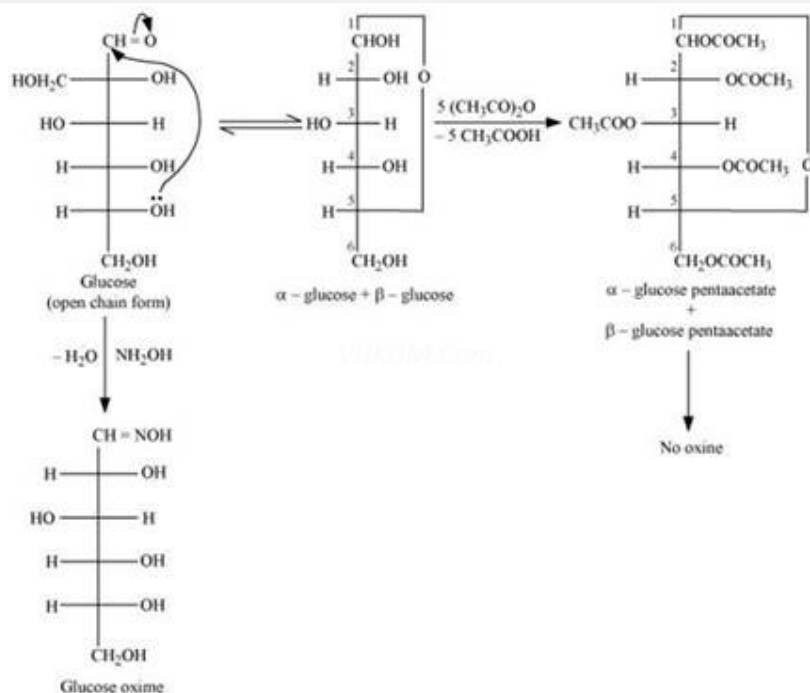 CH = O
HOH₂C OH
HO H
H OH
H OH
CH₂OH
Glucose
(open chain form)
– H₂O NH₂OH
CH = NOH
H OH
HO H
H OH
H OH
CH₂OH
Glucose oxime
1
CHOH
2
H OH O
3
HO H
4
H OH
5
H
6
CH₂OH
α – glucose + β – glucose
5 (CH₃CO)₂O
– 5 CH₃COOH
1
CHOCOCH₃
2
H OCOCH₃
3
CH₃COO H
4
H OCOCH₃ O
5
H
6
CH₂OCOCH₃
α – glucose pentaacetate
+
β – glucose pentaacetate
No oxine